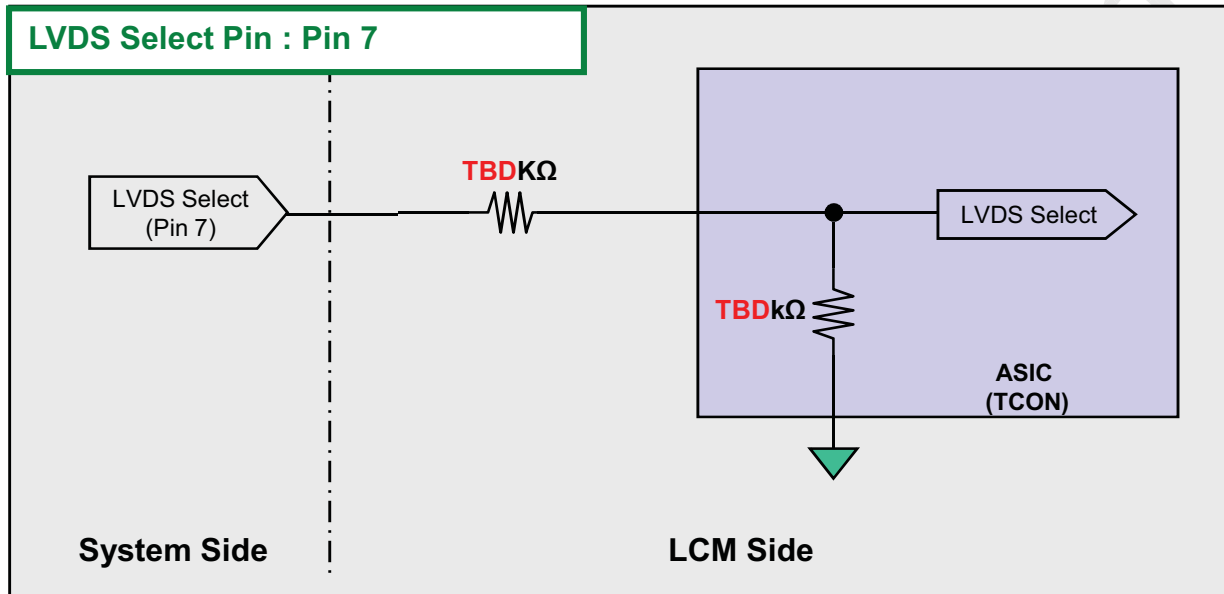 LVDS Select Pin : Pin 7
TBDKΩ
LVDS Select
(Pin 7)
LVDS Select
TBDkΩ
ASIC
(TCON)
System Side
LCM Side